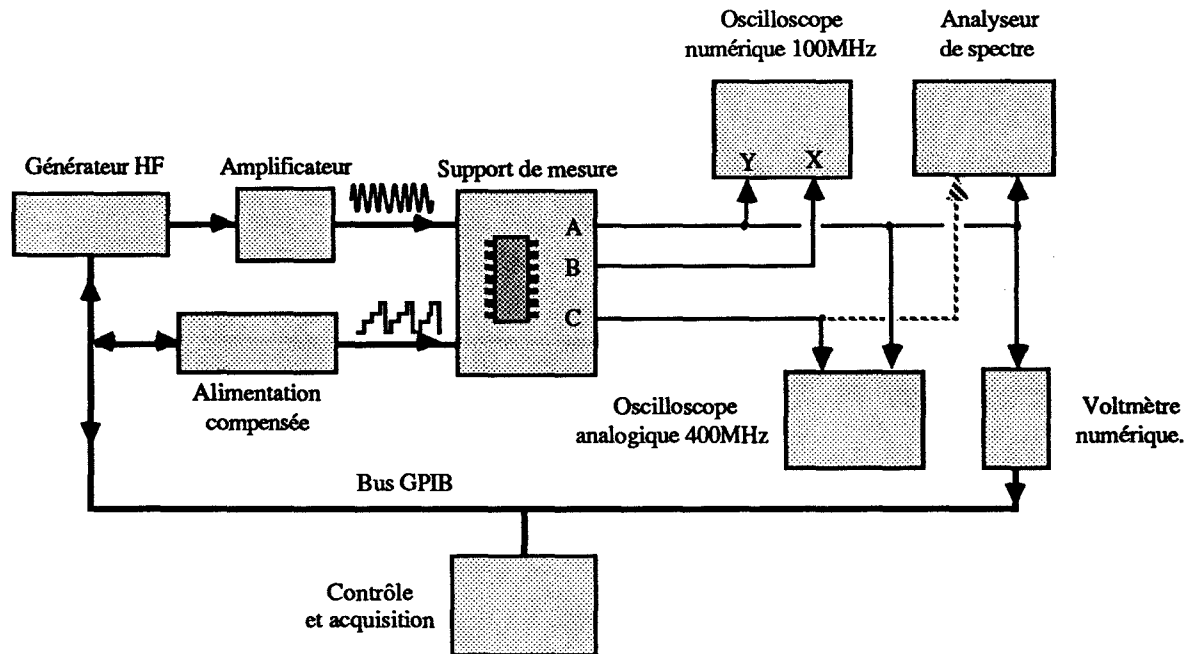 Oscilloscope
numérique 100MHz
Analyseur
de spectre
Générateur HF
Amplificateur
Support de mesure
Y
X
A
B
C
Alimentation
compensée
Oscilloscope
analogique 400MHz
Voltmètre
numérique.
Bus GPIB
Contrôle
et acquisition